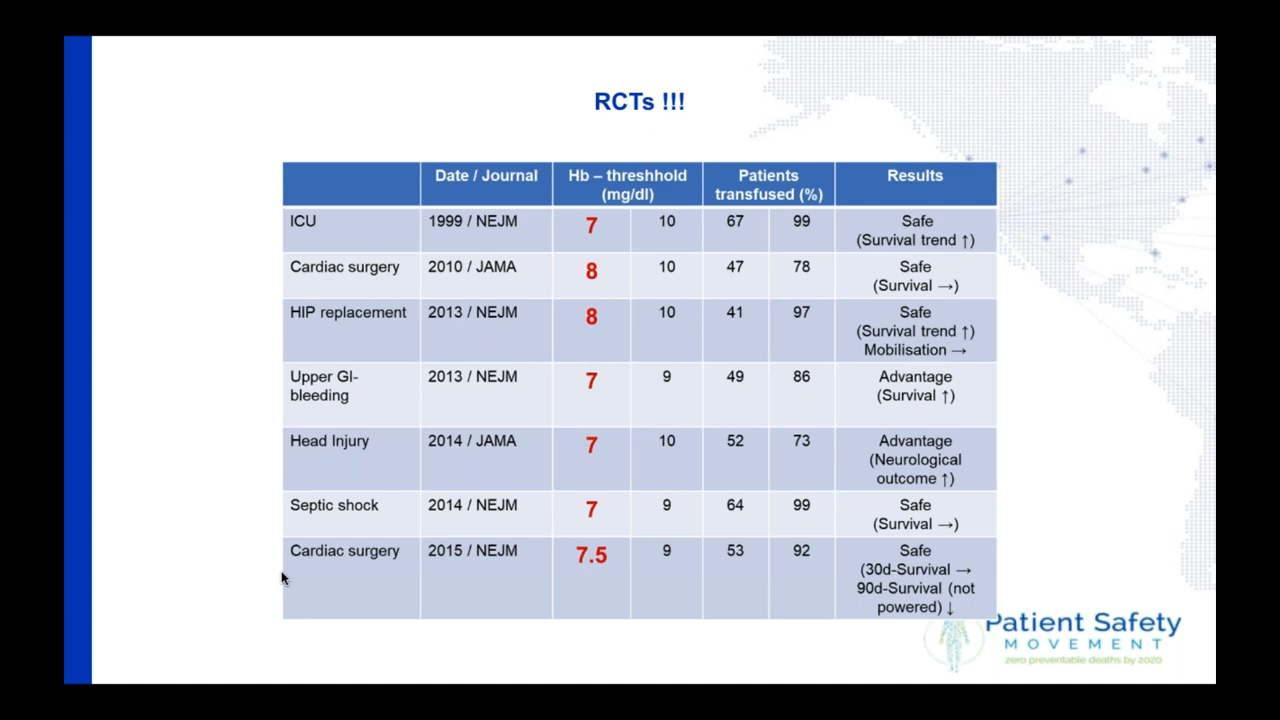 RCTs !!!
Date / Journal
Hb – threshhold
(mg/dl)
Patients
transfused (%)
Results
ICU
1999 / NEJM
7
10
67
99
Safe
(Survival trend ↑)
Cardiac surgery
2010 / JAMA
8
10
47
78
Safe
(Survival →)
HIP replacement
2013 / NEJM
8
10
41
97
Safe
(Survival trend ↑)
Mobilisation →
Upper GI-
bleeding
2013 / NEJM
7
9
49
86
Advantage
(Survival ↑)
Head Injury
2014 / JAMA
7
10
52
73
Advantage
(Neurological
outcome ↑)
Septic shock
2014 / NEJM
7
9
64
99
Safe
(Survival →)
Cardiac surgery
2015 / NEJM
7.5
9
53
92
Safe
(30d-Survival →
90d-Survival (not
powered) ↓
Patient Safety
MOVEMENT
zero preventable deaths by 2020